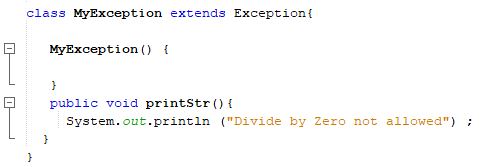 class MyException extends Exception{
MyException() {
}
public void printStr(){
System.out.println ("Divide by Zero not allowed") ;
}
}